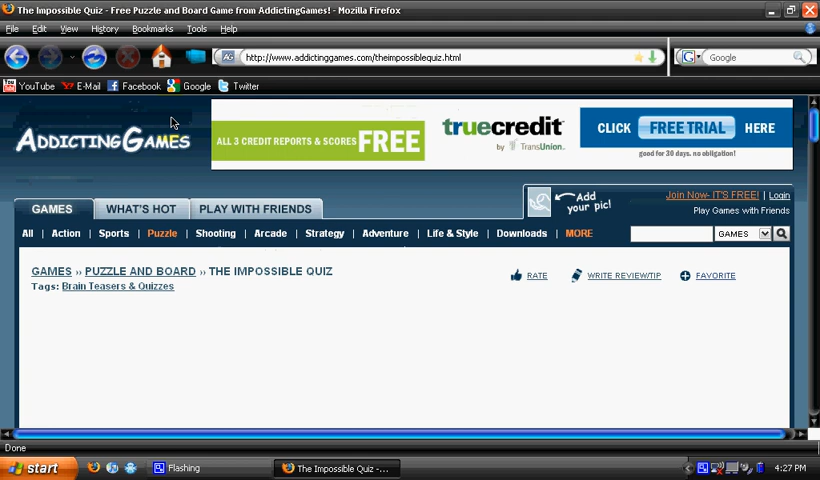 The Impossible Quiz - Free Puzzle and Board Game from AddictingGames! - Mozilla Firefox
File Edit View History Bookmarks Tools Help
AG http://www.addictinggames.com/theimpossiblequiz.html G Google
YouTube E-Mail Facebook Google Twitter
ADDICTINGGAMES
ALL 3 CREDIT REPORTS & SCORES FREE
truecredit
by TransUnion.
CLICK FREE TRIAL HERE
good for 30 days. no obligation!
GAMES WHAT'S HOT PLAY WITH FRIENDS
Add your pic!
Join Now- IT'S FREE! | Login
Play Games with Friends
All | Action | Sports | Puzzle | Shooting | Arcade | Strategy | Adventure | Life & Style | Downloads | MORE GAMES
GAMES ›› PUZZLE AND BOARD ›› THE IMPOSSIBLE QUIZ
RATE WRITE REVIEW/TIP FAVORITE
Tags: Brain Teasers & Quizzes
Done
start Flashing The Impossible Quiz -... 4:27 PM